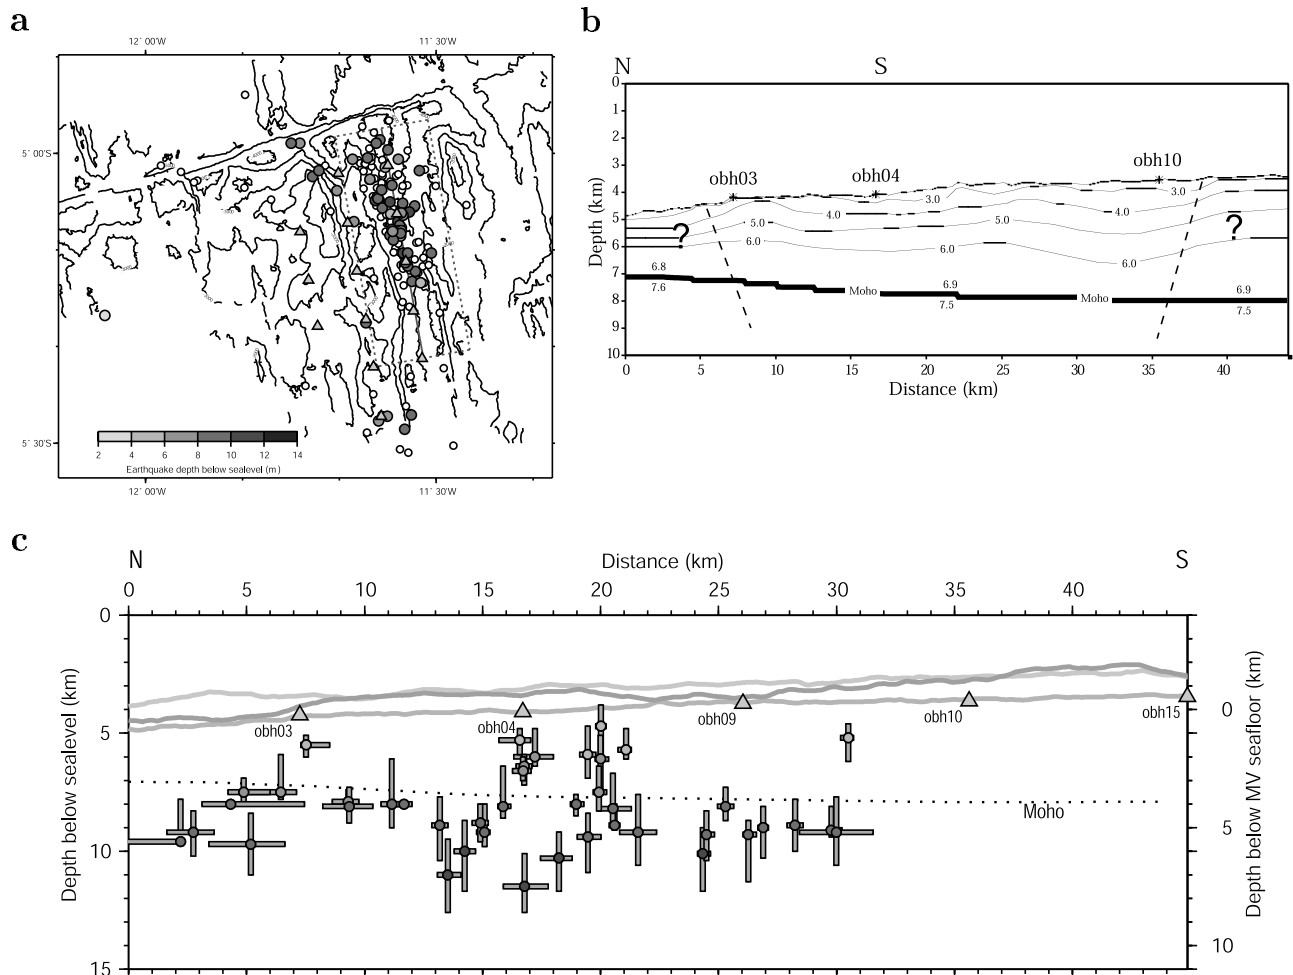 a
12° 00'W 11° 30'W
5° 00'S
5° 30'S
2 4 6 8 10 12 14
Earthquake depth below sealevel (m)
12° 00'W 11° 30'W
b
N S
0
1
2
3
4
5
6
7
8
9
10
Depth (km)
obh03
obh04
obh10
3.0 3.0
4.0 4.0
5.0 5.0
6.0 6.0 6.0
? ?
6.8 6.9 6.9
Moho Moho
7.6 7.5 7.5
0 5 10 15 20 25 30 35 40
Distance (km)
c
N Distance (km) S
0 5 10 15 20 25 30 35 40
0
5
10
15
Depth below sealevel (km)
obh03
obh04
obh09
obh10
obh15
Moho
0
5
10
Depth below MV seafloor (km)